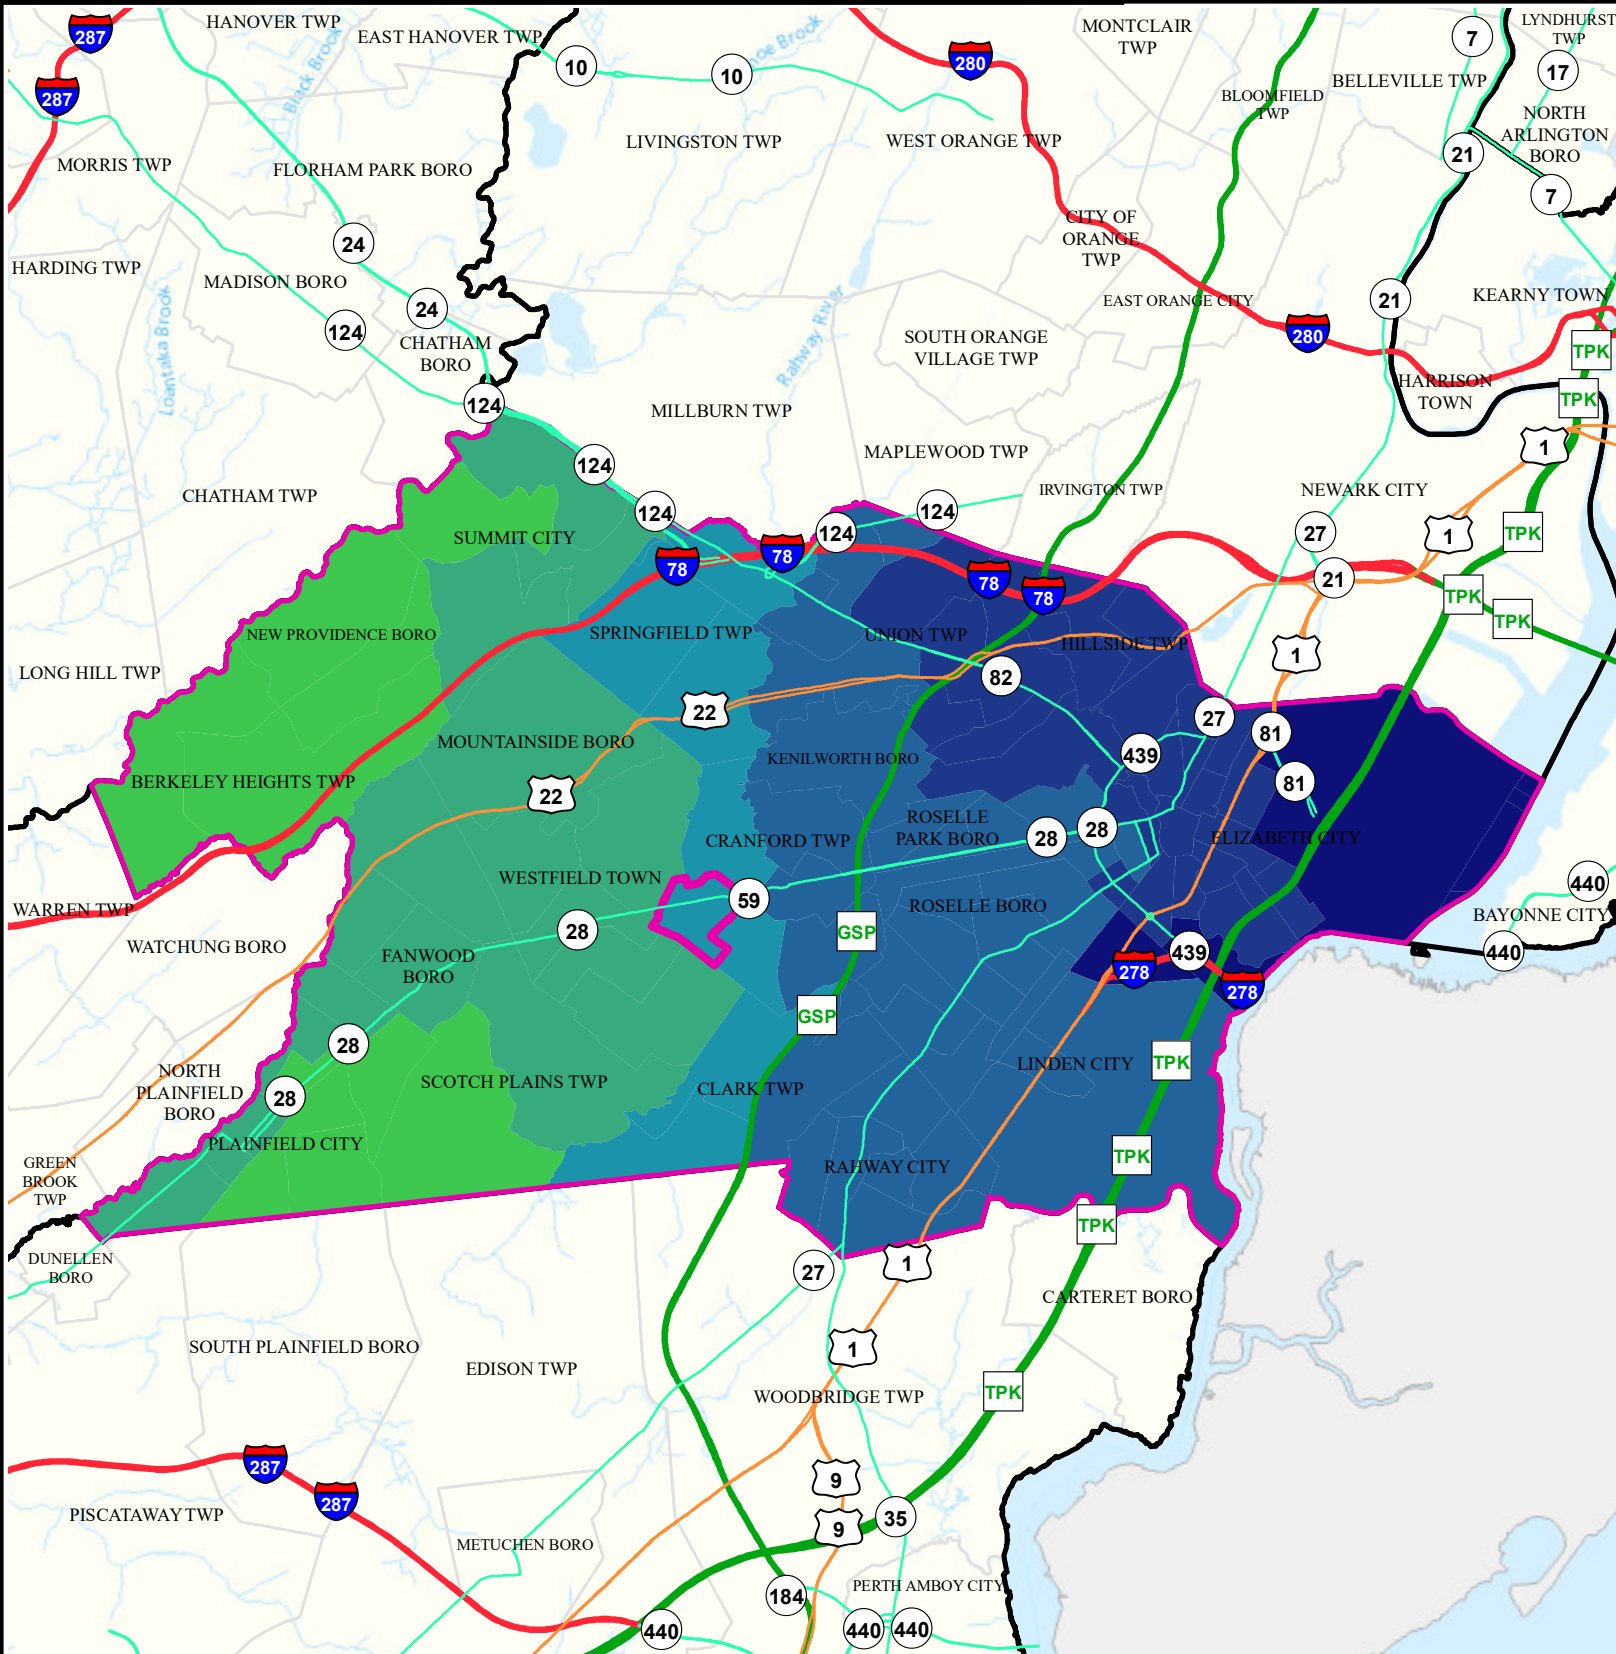 HANOVER TWP
EAST HANOVER TWP
MONTCLAIR
TWP
LYNDHURST
TWP
287
287
10
10
280
7
17
Black Brook
BELLEVILLE TWP
BLOOMFIELD
TWP
NORTH
ARLINGTON
BORO
MORRIS TWP
FLORHAM PARK BORO
LIVINGSTON TWP
WEST ORANGE TWP
21
7
CITY OF
ORANGE
TWP
24
HARDING TWP
MADISON BORO
24
124
CHATHAM
BORO
Loantaka Brook
Rahway River
EAST ORANGE CITY
21
KEARNY TOWN
280
SOUTH ORANGE
VILLAGE TWP
TPK
TPK
HARRISON
TOWN
124
MILLBURN TWP
MAPLEWOOD TWP
1
124
CHATHAM TWP
IRVINGTON TWP
NEWARK CITY
124
124
124
SUMMIT CITY
27
1
TPK
78
78
78
78
21
TPK
TPK
NEW PROVIDENCE BORO
SPRINGFIELD TWP
UNION TWP
HILLSIDE TWP
1
LONG HILL TWP
82
22
27
81
MOUNTAINSIDE BORO
KENILWORTH BORO
439
81
BERKELEY HEIGHTS TWP
22
CRANFORD TWP
ROSELLE
PARK BORO
28
28
ELIZABETH CITY
WESTFIELD TOWN
59
440
WARREN TWP
ROSELLE BORO
BAYONNE CITY
WATCHUNG BORO
28
GSP
FANWOOD
BORO
439
440
278
278
GSP
28
NORTH
PLAINFIELD
BORO
SCOTCH PLAINS TWP
CLARK TWP
LINDEN CITY
TPK
28
PLAINFIELD CITY
TPK
GREEN
BROOK
TWP
RAHWAY CITY
TPK
DUNELLEN
BORO
27
1
CARTERET BORO
SOUTH PLAINFIELD BORO
EDISON TWP
1
WOODBRIDGE TWP
TPK
287
287
9
PISCATAWAY TWP
9
35
METUCHEN BORO
184
PERTH AMBOY CITY
440
440
440